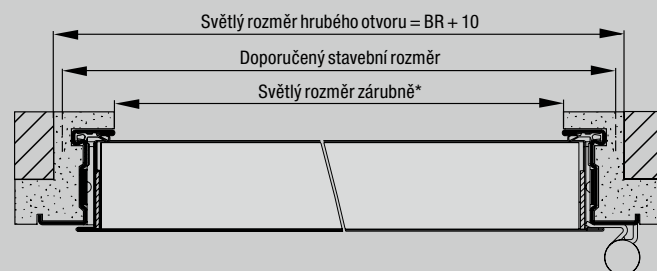 Světlý rozměr hrubého otvoru = BR + 10
Doporučený stavební rozměr
Světlý rozměr zárubně*